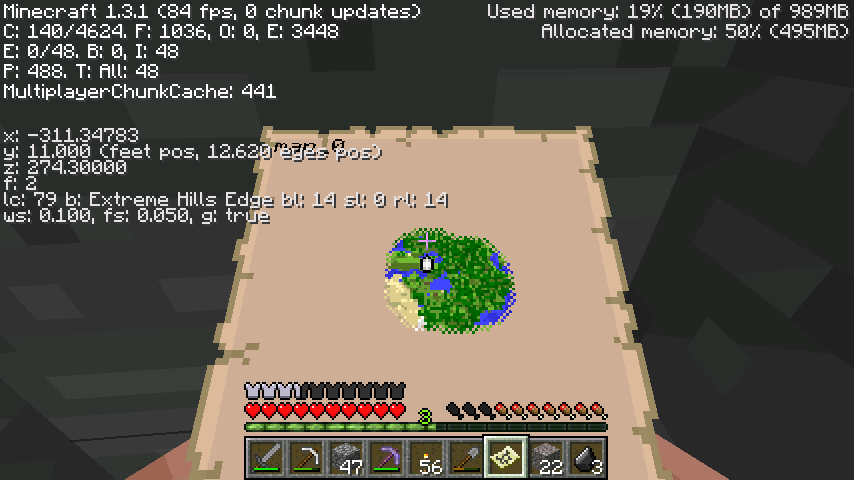 Minecraft 1.3.1 (84 fps, 0 chunk updates)
C: 140/4624. F: 1036, O: 0, E: 3448
E: 0/48. B: 0, I: 48
P: 488. T: All: 48
MultiplayerChunkCache: 441
Used memory: 19% (190MB) of 989MB
Allocated memory: 50% (495MB)
x: -311.34783
y: 11.000 (feet pos, 12.620 eyes pos)
z: 274.30000
f: 2
lc: 79 b: Extreme Hills Edge bl: 14 sl: 0 rl: 14
ws: 0.100, fs: 0.050, g: true
map_0
8
47
56
22
3